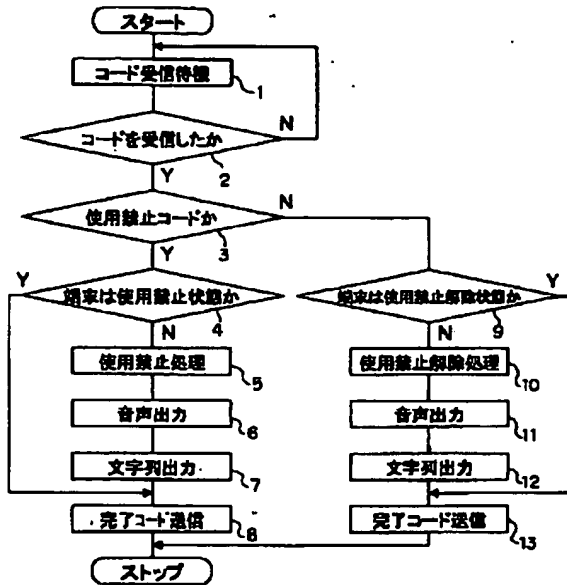 スタート
コード受信待機
1
コードを受信したか
N
2
Y
使用禁止コードか
N
3
Y
端末は使用禁止状態か
Y
4
N
使用禁止処理
5
音声出力
6
文字列出力
7
完了コード送信
8
端末は使用禁止解除状態か
Y
9
N
使用禁止解除処理
10
音声出力
11
文字列出力
12
完了コード送信
13
ストップ